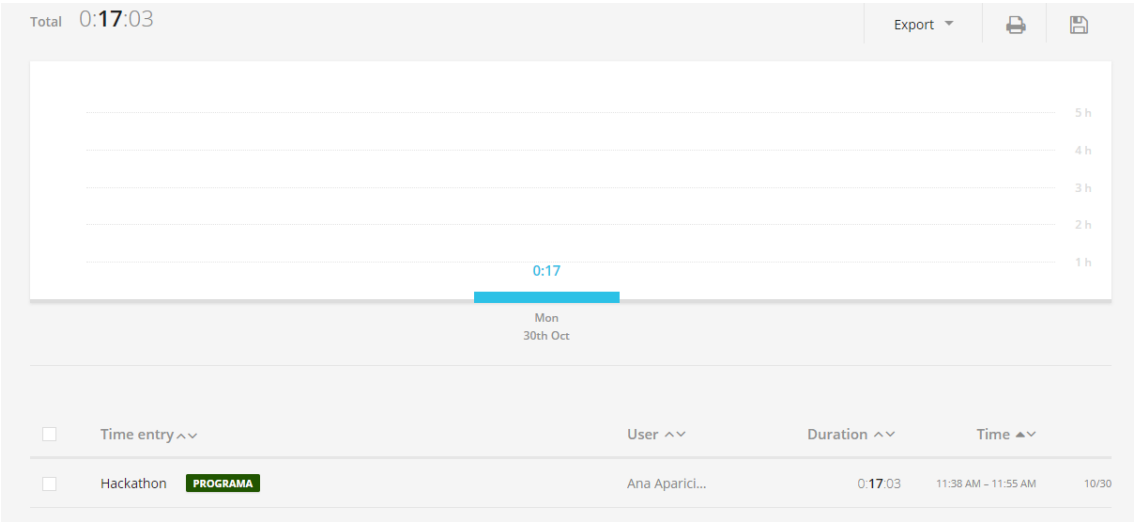 Total 0:17:03 Export
5 h
4 h
3 h
2 h
1 h
0:17
Mon
30th Oct
Time entry User Duration Time
Hackathon PROGRAMA Ana Aparici... 0:17:03 11:38 AM – 11:55 AM 10/30